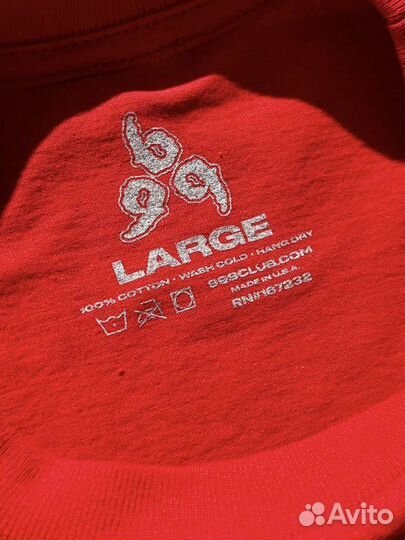 999
LARGE
100% COTTON • WASH COLD • HANG DRY
999CLUB.COM
MADE IN U.S.A.
RN#167232
Avito